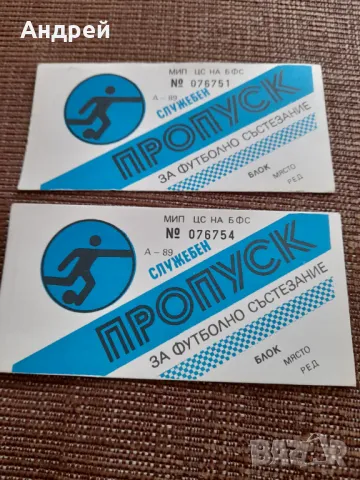 Андрей
МИП ЦС НА БФС
№ 076751
А – 89
СЛУЖЕБЕН
ПРОПУСК
ЗА ФУТБОЛНО СЪСТЕЗАНИЕ
БЛОК
МЯСТО
РЕД
МИП ЦС НА БФС
№ 076754
А – 89
СЛУЖЕБЕН
ПРОПУСК
ЗА ФУТБОЛНО СЪСТЕЗАНИЕ
БЛОК
МЯСТО
РЕД
BAZAR